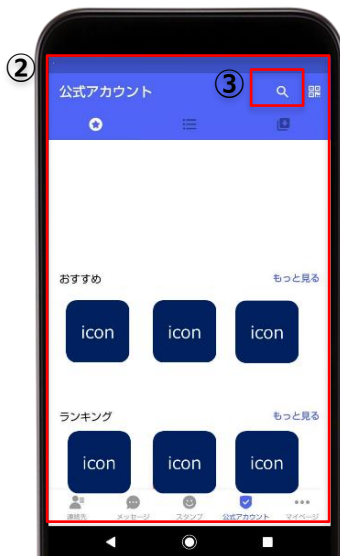 ②
公式アカウント ③
おすすめ もっと見る
icon icon icon
ランキング もっと見る
icon icon icon
連絡先 メッセージ スタンプ 公式アカウント マイページ